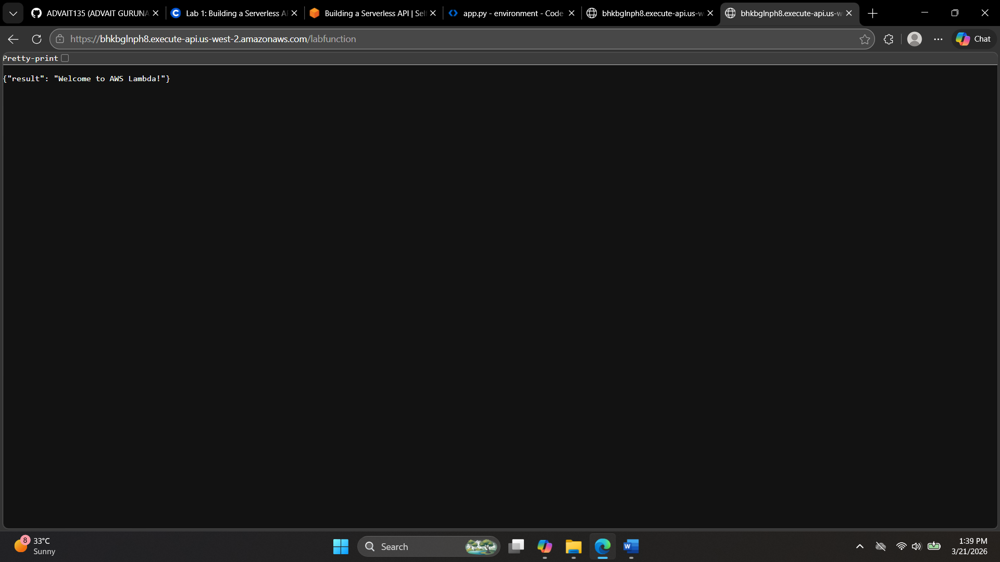 ADVAIT135 (ADVAIT GURUNA
Lab 1: Building a Serverless A
Building a Serverless API | Sel
app.py - environment - Code
bhkbglnph8.execute-api.us-w
bhkbglnph8.execute-api.us-w
https://bhkbglnph8.execute-api.us-west-2.amazonaws.com/labfunction
Chat
Pretty-print
{"result": "Welcome to AWS Lambda!"}
8
33°C
Sunny
Search
1:39 PM
3/21/2026